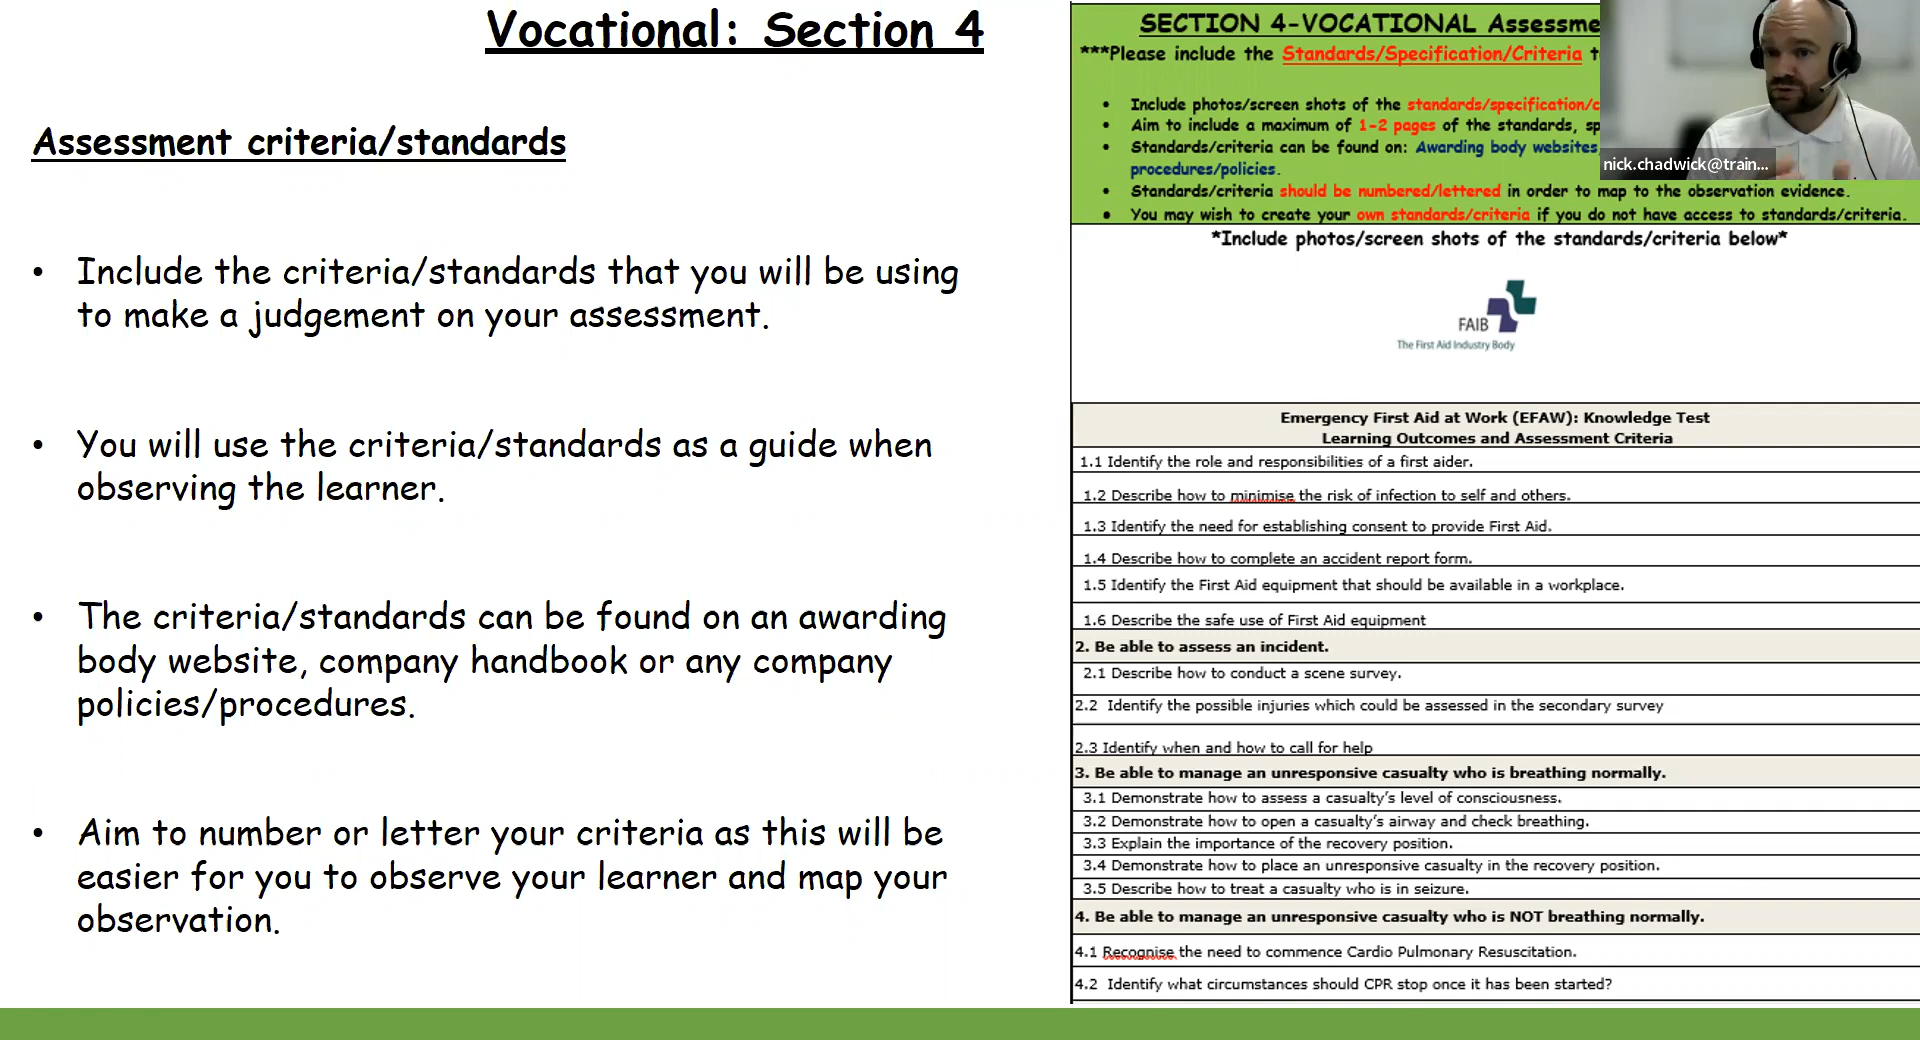 Vocational: Section 4
Assessment criteria/standards
• Include the criteria/standards that you will be using
to make a judgement on your assessment.
• You will use the criteria/standards as a guide when
observing the learner.
• The criteria/standards can be found on an awarding
body website, company handbook or any company
policies/procedures.
• Aim to number or letter your criteria as this will be
easier for you to observe your learner and map your
observation.
SECTION 4-VOCATIONAL
***Please include the Standards/Specification/Criteria
• Include photos/screen shots of the
• Aim to include a maximum of 1-2 pages of the standards,
• Standards/criteria can be found on: Awarding body websites,
procedures/policies.
• Standards/criteria should be numbered/lettered in order to map to the observation evidence.
• You may wish to create your own standards/criteria if you do not have access to standards/criteria.
nick.chadwick@train...
*Include photos/screen shots of the standards/criteria below*
FAIB
The First Aid Industry Body
Emergency First Aid at Work (EFAW): Knowledge Test
Learning Outcomes and Assessment Criteria
1.1 Identify the role and responsibilities of a first aider.
1.2 Describe how to minimise the risk of infection to self and others.
1.3 Identify the need for establishing consent to provide First Aid.
1.4 Describe how to complete an accident report form.
1.5 Identify the First Aid equipment that should be available in a workplace.
1.6 Describe the safe use of First Aid equipment
2. Be able to assess an incident.
2.1 Describe how to conduct a scene survey.
2.2 Identify the possible injuries which could be assessed in the secondary survey
2.3 Identify when and how to call for help
3. Be able to manage an unresponsive casualty who is breathing normally.
3.1 Demonstrate how to assess a casualty's level of consciousness.
3.2 Demonstrate how to open a casualty's airway and check breathing.
3.3 Explain the importance of the recovery position.
3.4 Demonstrate how to place an unresponsive casualty in the recovery position.
3.5 Describe how to treat a casualty who is in seizure.
4. Be able to manage an unresponsive casualty who is NOT breathing normally.
4.1 Recognise the need to commence Cardio Pulmonary Resuscitation.
4.2 Identify what circumstances should CPR stop once it has been started?